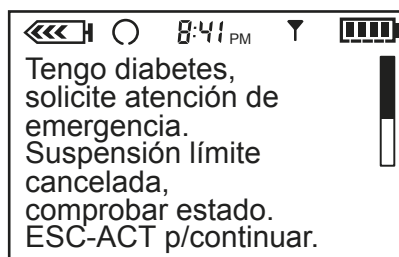 8:41 PM
Tengo diabetes,
solicite atención de
emergencia.
Suspensión límite
cancelada,
comprobar estado.
ESC-ACT p/continuar.